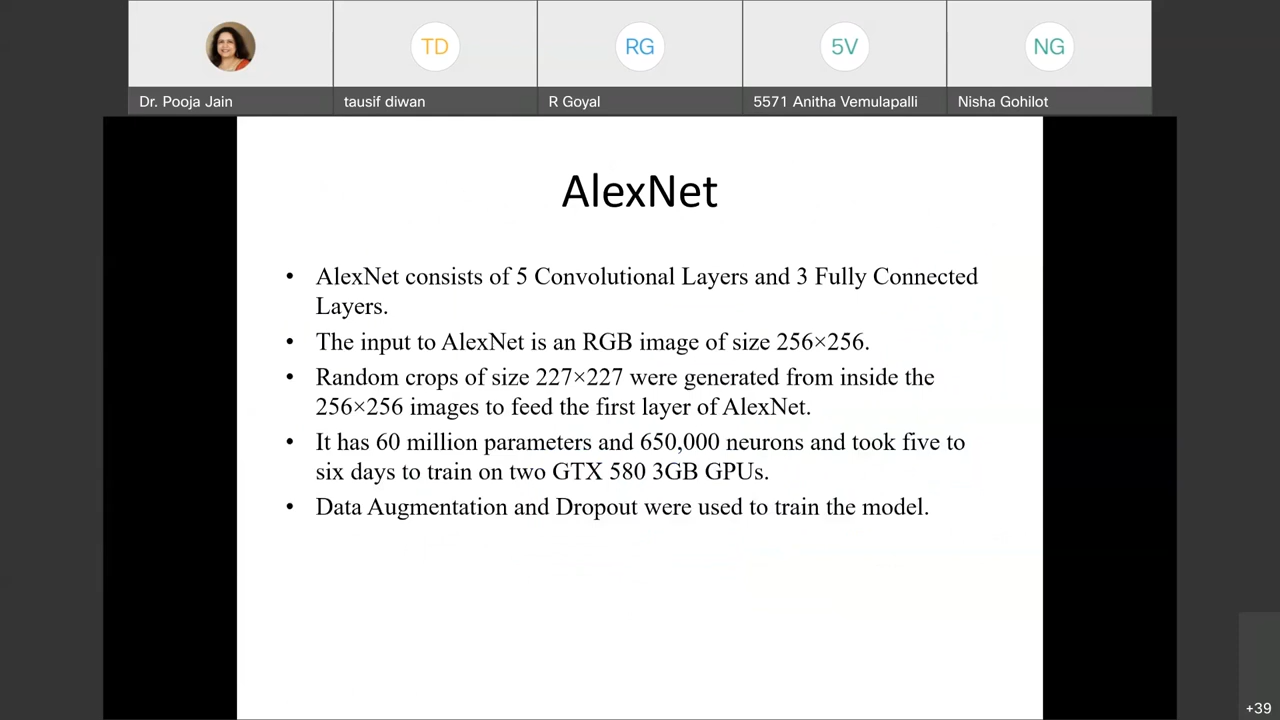 TD
RG
5V
NG
Dr. Pooja Jain
tausif diwan
R Goyal
5571 Anitha Vemulapalli
Nisha Gohilot
AlexNet
• AlexNet consists of 5 Convolutional Layers and 3 Fully Connected
Layers.
• The input to AlexNet is an RGB image of size 256×256.
• Random crops of size 227×227 were generated from inside the
256×256 images to feed the first layer of AlexNet.
• It has 60 million parameters and 650,000 neurons and took five to
six days to train on two GTX 580 3GB GPUs.
• Data Augmentation and Dropout were used to train the model.
+39